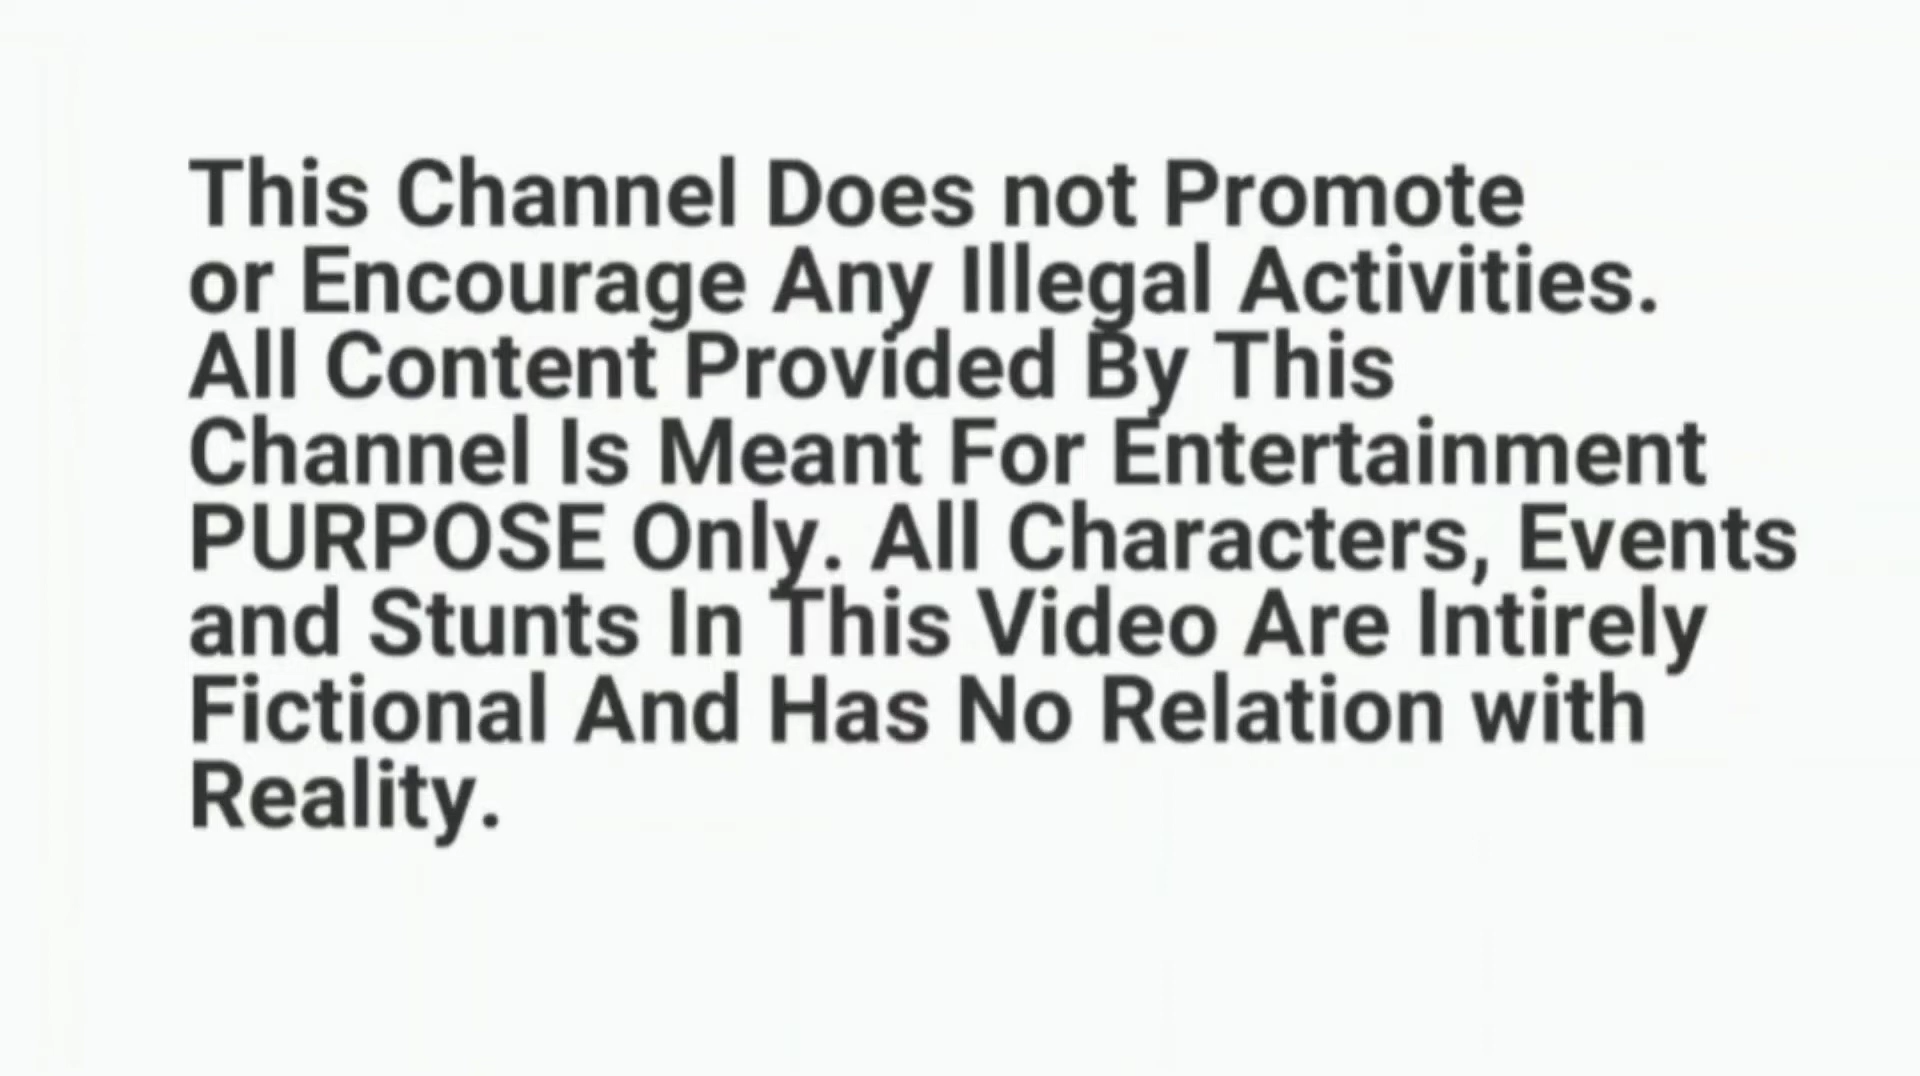 This Channel Does not Promote
or Encourage Any Illegal Activities.
All Content Provided By This
Channel Is Meant For Entertainment
PURPOSE Only. All Characters, Events
and Stunts In This Video Are Intirely
Fictional And Has No Relation with
Reality.